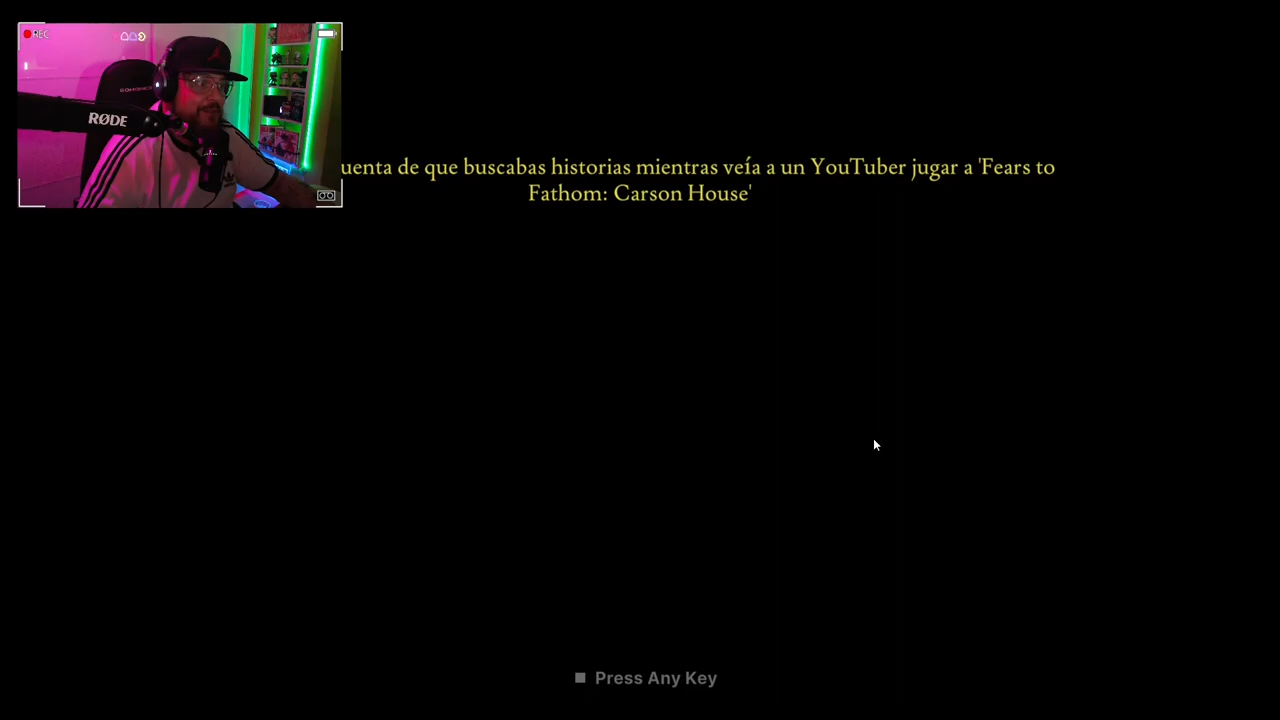 REC
RØDE
uenta de que buscabas historias mientras veía a un YouTuber jugar a 'Fears to
Fathom: Carson House'
Press Any Key